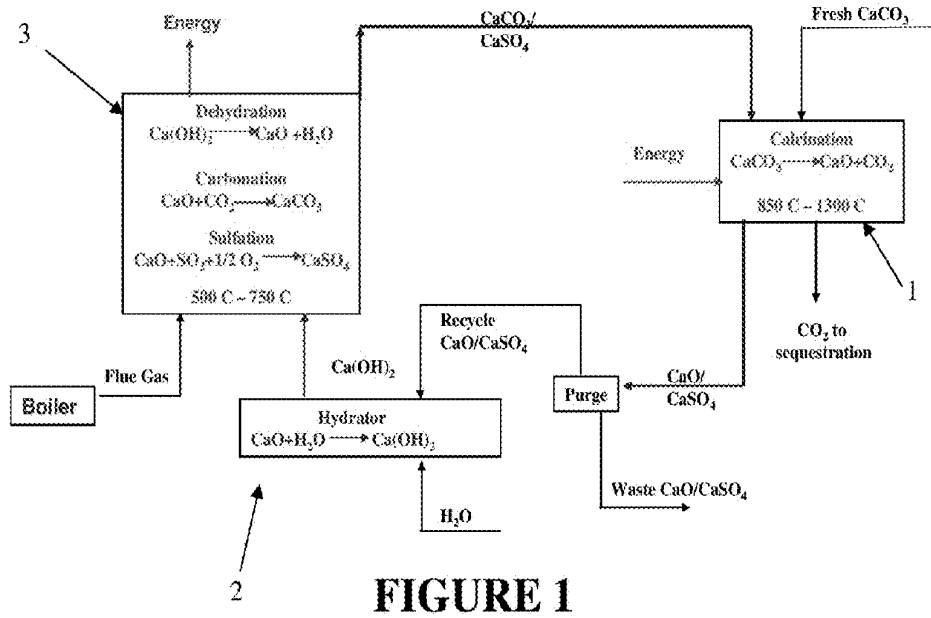 3
Energy
CaCO3/
CaSO4
Fresh CaCO3
Dehydration
Ca(OH)2 → CaO +H2O
Carbonation
CaO+CO2 → CaCO3
Sulfation
CaO+SO2+1/2 O2 → CaSO4
500 C – 750 C
Energy
Calcination
CaCO3 → CaO+CO2
850 C – 1300 C
1
CO2 to
sequestration
Recycle
CaO/CaSO4
Ca(OH)2
Flue Gas
Boiler
Purge
CaO/
CaSO4
Hydrator
CaO+H2O → Ca(OH)2
Waste CaO/CaSO4
H2O
2
FIGURE 1